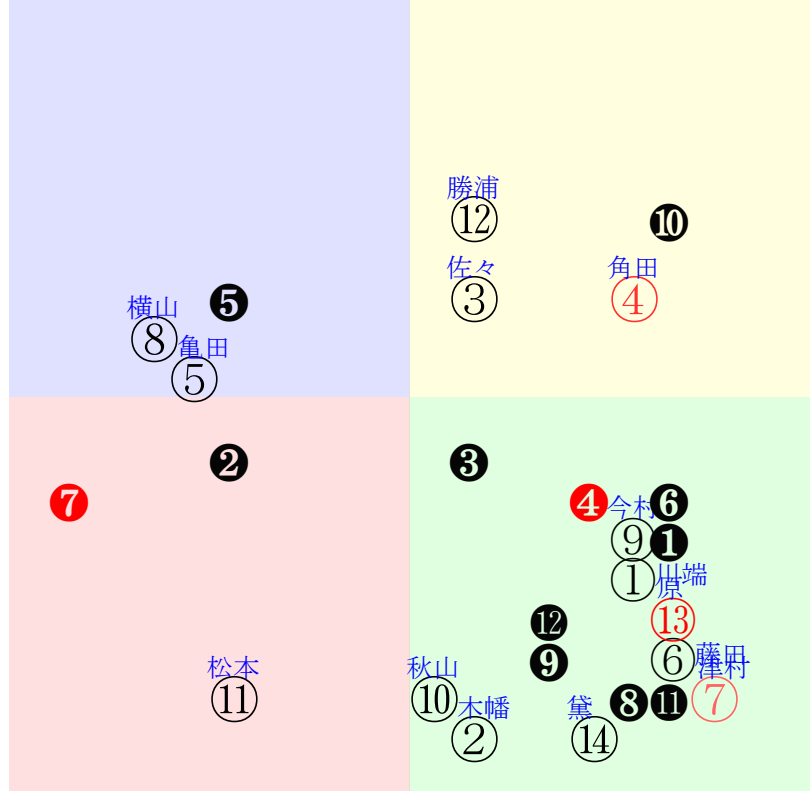 勝浦
⑫ ❿
佐々 角田
③ ④
横山 ❺
⑧
亀田
⑤
❷ ❸
❼ ❹ 今村 ❻
⑨ ❶
① 川端
原
⓬ ⑬
❾ ⑥ 藤田
松本 秋山 津村
⑪ ⑩ 木幡 黛 ❽ ⓫ ⑦
② ⑭